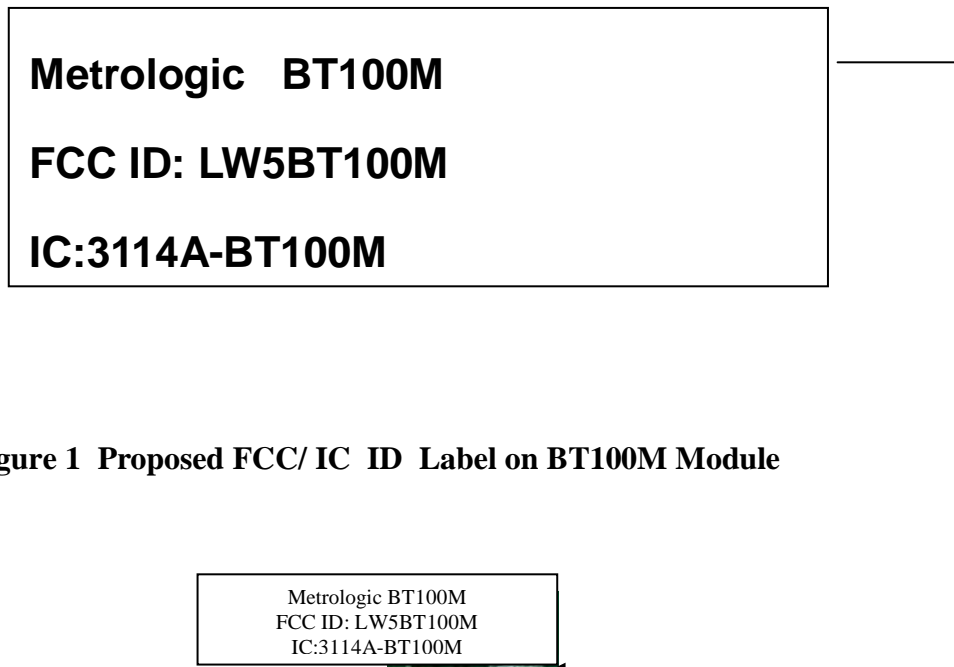 Metrologic BT100M
FCC ID: LW5BT100M
IC:3114A-BT100M
gure 1 Proposed FCC/ IC ID Label on BT100M Module
Metrologic BT100M
FCC ID: LW5BT100M
IC:3114A-BT100M